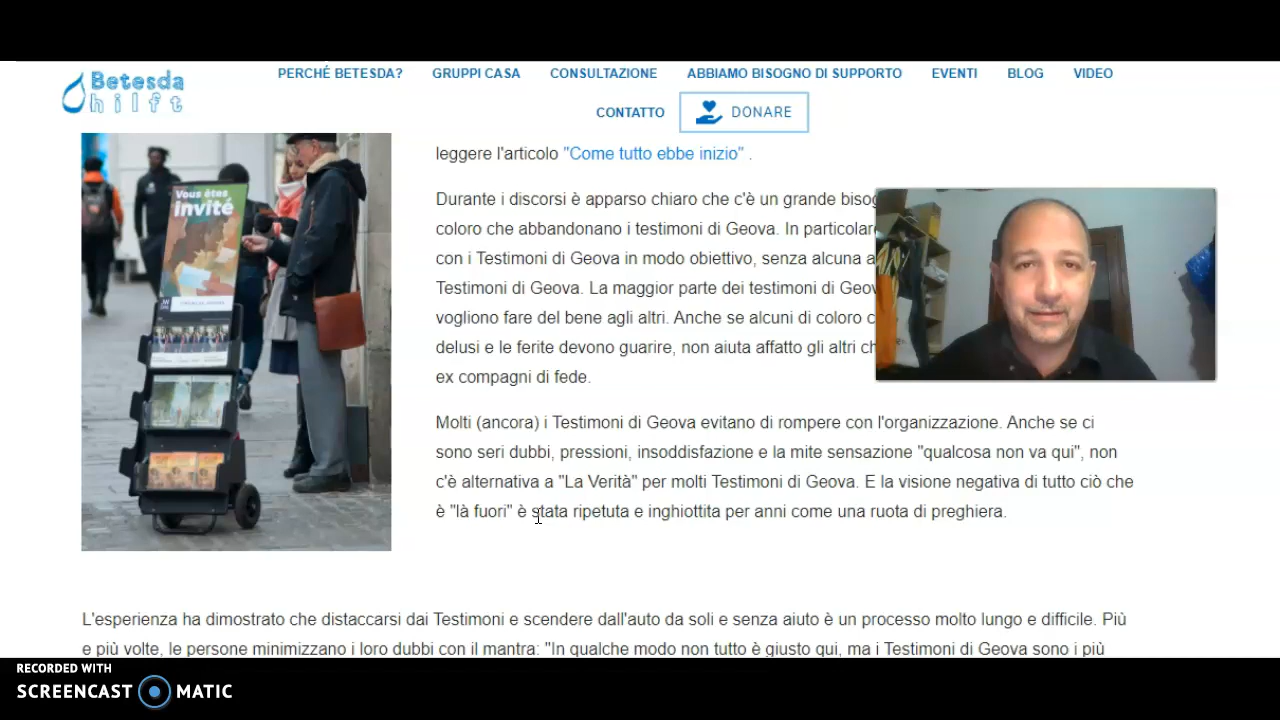 Betesda
hilft
PERCHÉ BETESDA?
GRUPPI CASA
CONSULTAZIONE
ABBIAMO BISOGNO DI SUPPORTO
EVENTI
BLOG
VIDEO
CONTATTO
DONARE
Vous êtes
invité
leggere l'articolo "Come tutto ebbe inizio" .
Durante i discorsi è apparso chiaro che c'è un grande
coloro che abbandonano i testimoni di Geova. In
con i Testimoni di Geova in modo obiettivo, senza alcuna
Testimoni di Geova. La maggior parte dei testimoni di
vogliono fare del bene agli altri. Anche se alcuni di coloro
delusi e le ferite devono guarire, non aiuta affatto gli altri
ex compagni di fede.
Molti (ancora) i Testimoni di Geova evitano di rompere con l'organizzazione. Anche se ci
sono seri dubbi, pressioni, insoddisfazione e la mite sensazione "qualcosa non va qui", non
c'è alternativa a "La Verità" per molti Testimoni di Geova. E la visione negativa di tutto ciò che
è "là fuori" è stata ripetuta e inghiottita per anni come una ruota di preghiera.
L'esperienza ha dimostrato che distaccarsi dai Testimoni e scendere dall'auto da soli e senza aiuto è un processo molto lungo e difficile. Più
e più volte, le persone minimizzano i loro dubbi con il mantra: "In qualche modo non tutto è giusto qui, ma i Testimoni di Geova sono i più
RECORDED WITH
SCREENCAST MATIC